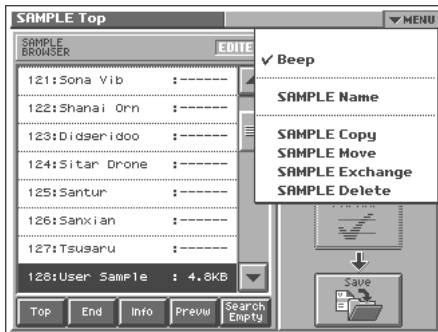 SAMPLE Top
▼MENU
SAMPLE
BROWSER
EDITE
✓ Beep
SAMPLE Name
SAMPLE Copy
SAMPLE Move
SAMPLE Exchange
SAMPLE Delete
121:Sona Vib :------
122:Shanai Orn :------
123:Didgeridoo :------
124:Sitar Drone :------
125:Santur :------
126:Sanxian :------
127:Tsugaru :------
128:User Sample : 4.8KB
Top End Info Prevw Search Empty
Save